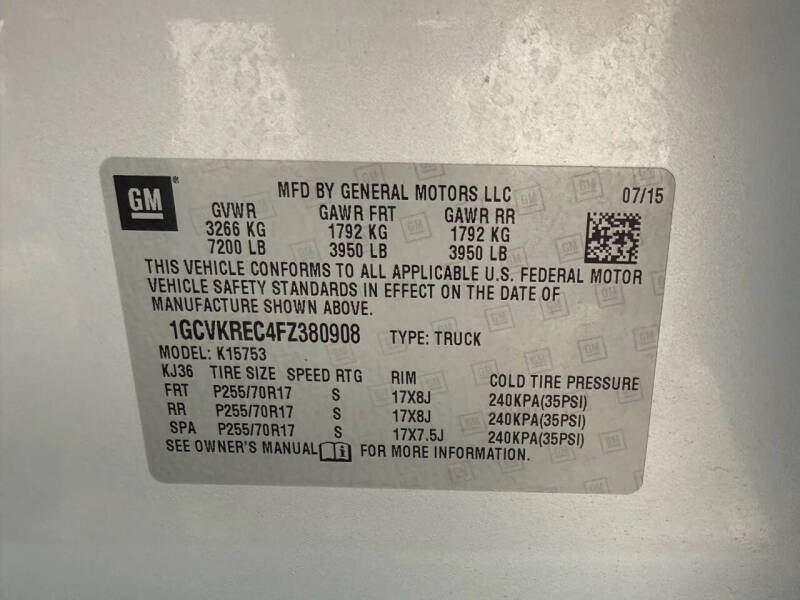 GM
MFD BY GENERAL MOTORS LLC 07/15
GVWR GAWR FRT GAWR RR
3266 KG 1792 KG 1792 KG
7200 LB 3950 LB 3950 LB
THIS VEHICLE CONFORMS TO ALL APPLICABLE U.S. FEDERAL MOTOR
VEHICLE SAFETY STANDARDS IN EFFECT ON THE DATE OF
MANUFACTURE SHOWN ABOVE.
1GCVKREC4FZ380908 TYPE: TRUCK
MODEL: K15753
KJ36 TIRE SIZE SPEED RTG RIM COLD TIRE PRESSURE
FRT P255/70R17 S 17X8J 240KPA(35PSI)
RR P255/70R17 S 17X8J 240KPA(35PSI)
SPA P255/70R17 S 17X7.5J 240KPA(35PSI)
SEE OWNER'S MANUAL i FOR MORE INFORMATION.